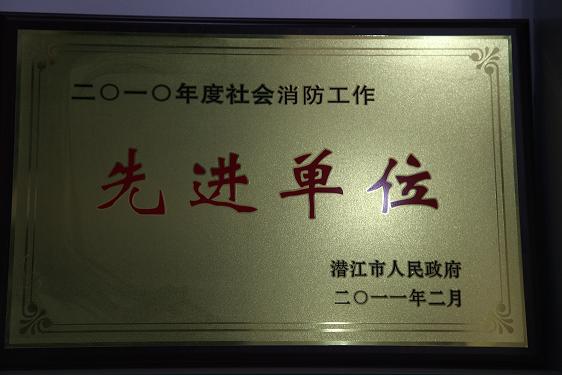 二〇一〇年度社会消防工作
先进单位
潜江市人民政府
二〇一一年二月